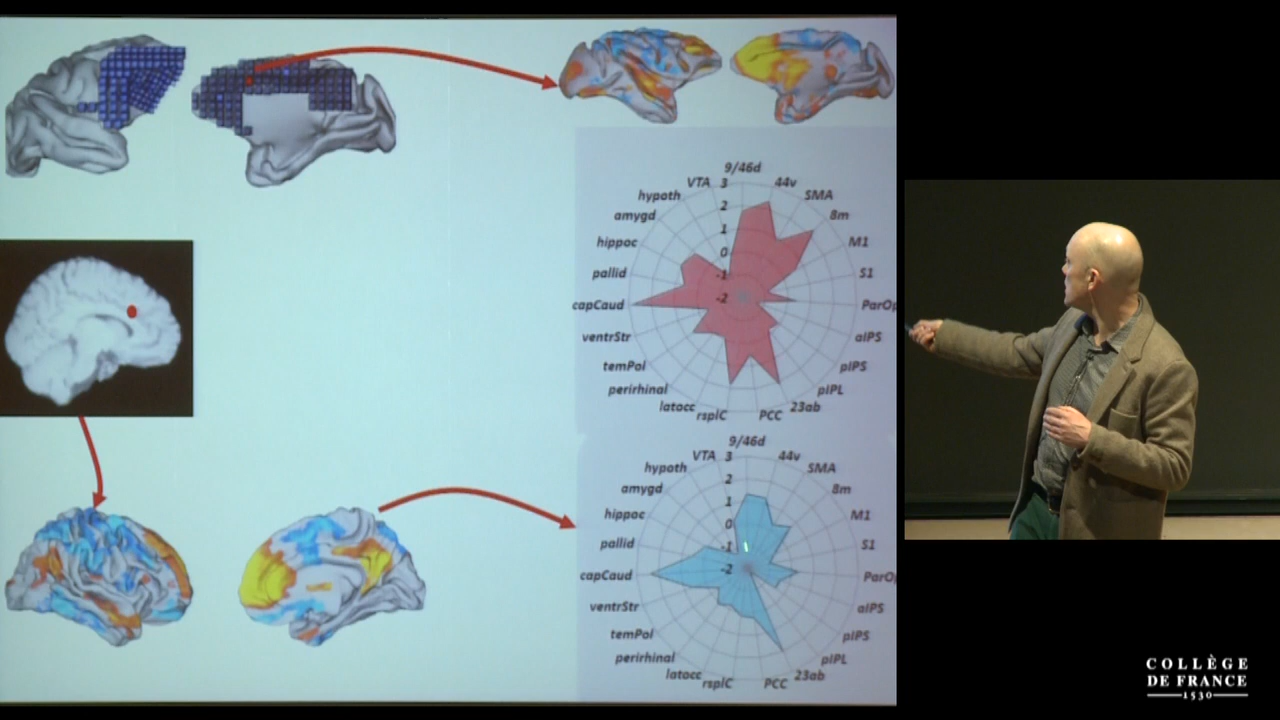 9/46d
VTA
3
44v
hypoth
SMA
2
amygd
8m
1
hippoc
M1
0
pallid
-1
S1
capCaud
-2
ParOp
ventrStr
aIPS
temPol
pIPS
perirhinal
pIPL
latocc
23ab
rsplC
PCC
9/46d
VTA
3
44v
hypoth
SMA
2
amygd
8m
1
hippoc
M1
0
pallid
-1
S1
capCaud
-2
ParOp
ventrStr
aIPS
temPol
pIPS
perirhinal
pIPL
latocc
23ab
rsplC
PCC
COLLÈGE
DE FRANCE
1530